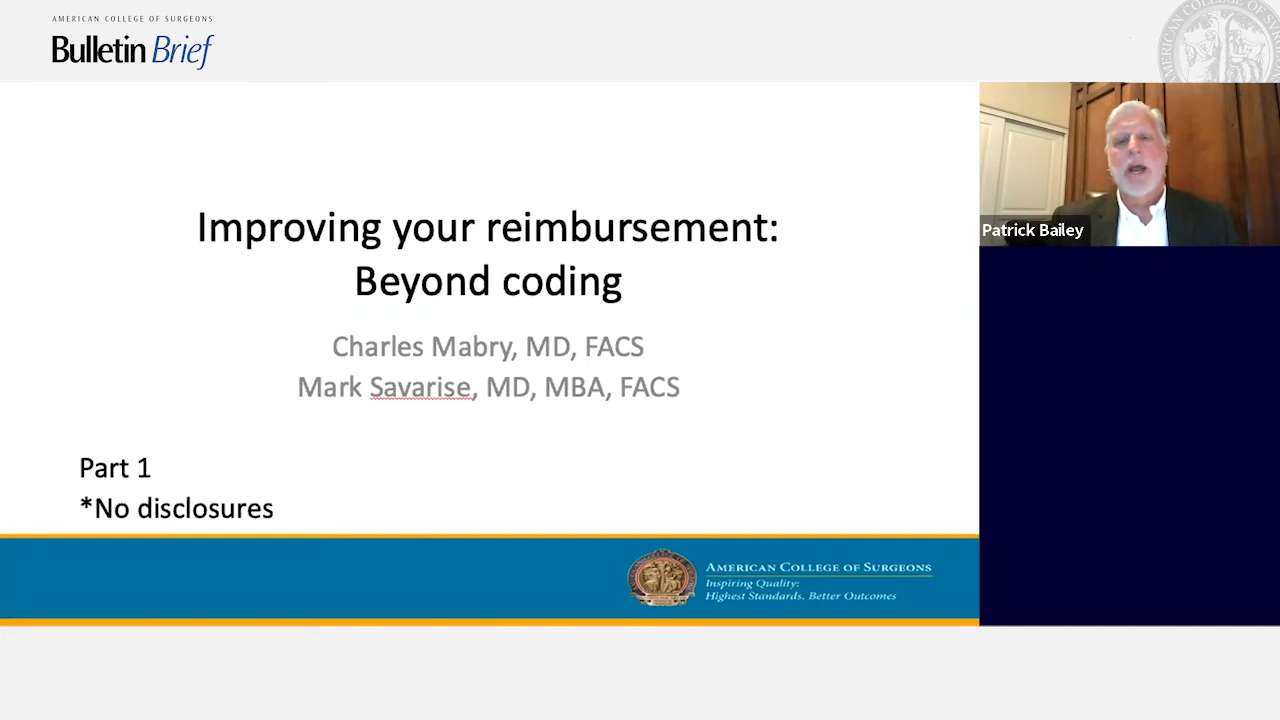 AMERICAN COLLEGE OF SURGEONS
Bulletin Brief
Improving your reimbursement:
Beyond coding
Charles Mabry, MD, FACS
Mark Savarise, MD, MBA, FACS
Part 1
*No disclosures
Patrick Bailey
AMERICAN COLLEGE OF SURGEONS
Inspiring Quality:
Highest Standards, Better Outcomes